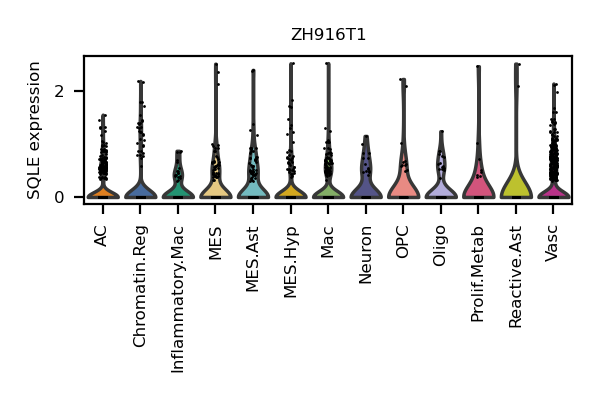 ZH916T1
SQLE expression
2
0
AC
Chromatin.Reg
Inflammatory.Mac
MES
MES.Ast
MES.Hyp
Mac
Neuron
OPC
Oligo
Prolif.Metab
Reactive.Ast
Vasc